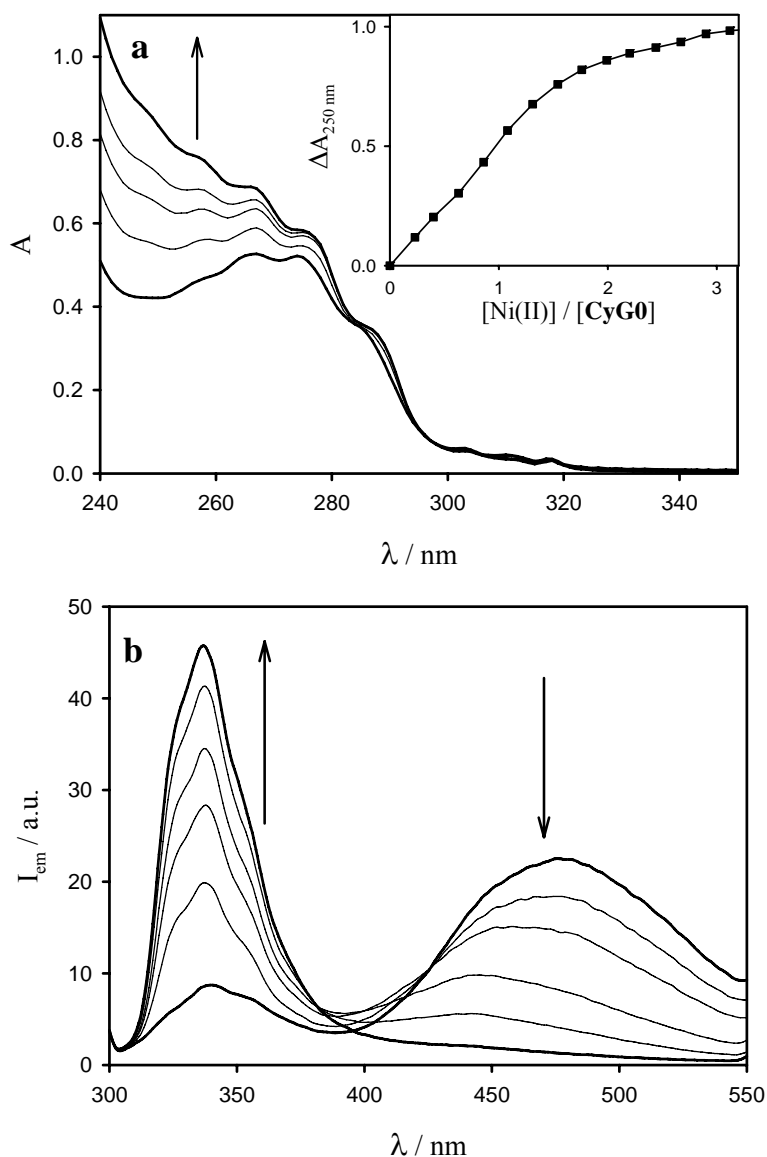 a
A
1.0
0.8
0.6
0.4
0.2
0.0
240 260 280 300 320 340
λ / nm
ΔA250 nm
1.0
0.5
0.0
0 1 2 3
[Ni(II)] / [CyG0]
b
Iem / a.u.
50
40
30
20
10
0
300 350 400 450 500 550
λ / nm